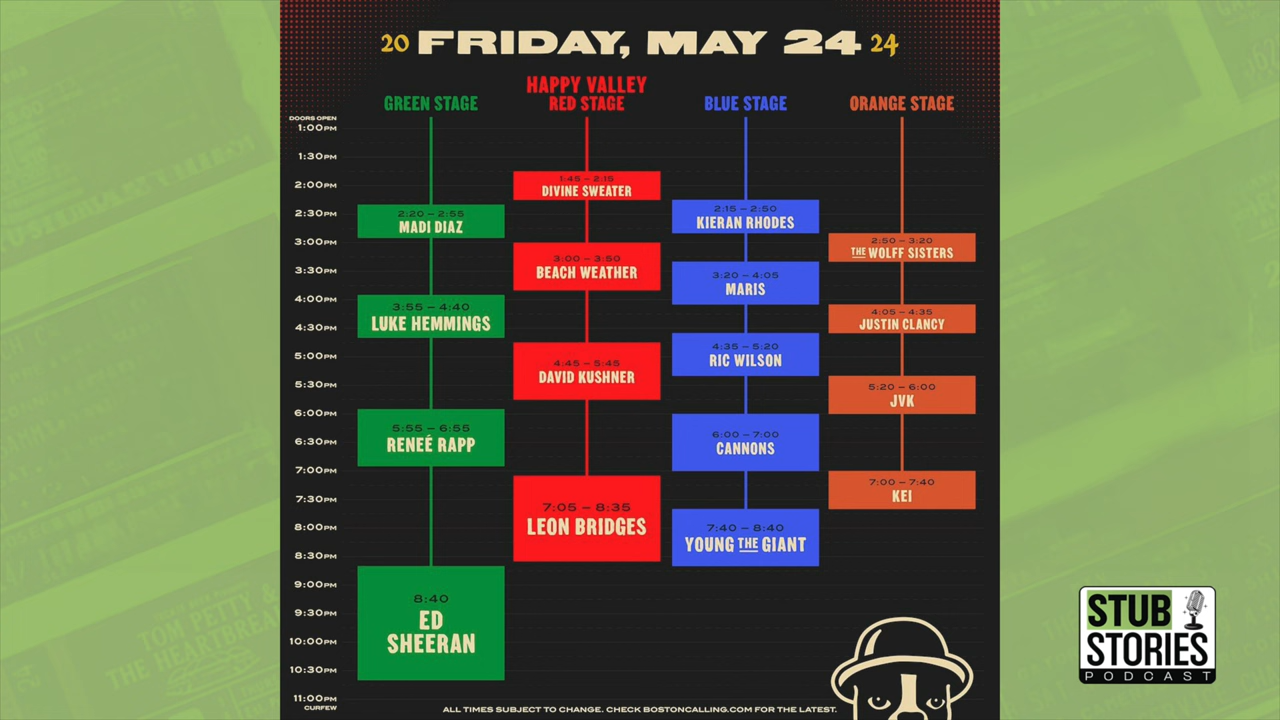 20 FRIDAY, MAY 24 24
GREEN STAGE
HAPPY VALLEY
RED STAGE
BLUE STAGE
ORANGE STAGE
DOORS OPEN
1:00PM
1:30PM
2:00PM
2:30PM
3:00PM
3:30PM
4:00PM
4:30PM
5:00PM
5:30PM
6:00PM
6:30PM
7:00PM
7:30PM
8:00PM
8:30PM
9:00PM
9:30PM
10:00PM
10:30PM
11:00PM
CURFEW
2:20 – 2:55
MADI DIAZ
3:55 – 4:40
LUKE HEMMINGS
5:55 – 6:55
RENEÉ RAPP
8:40
ED
SHEERAN
1:45 – 2:15
DIVINE SWEATER
3:00 – 3:50
BEACH WEATHER
4:45 – 5:45
DAVID KUSHNER
7:05 – 8:35
LEON BRIDGES
2:15 – 2:50
KIERAN RHODES
3:20 – 4:05
MARIS
4:35 – 5:20
RIC WILSON
6:00 – 7:00
CANNONS
7:40 – 8:40
YOUNG THE GIANT
2:50 – 3:20
THE WOLFF SISTERS
4:05 – 4:35
JUSTIN CLANCY
5:20 – 6:00
JVK
7:00 – 7:40
KEI
ALL TIMES SUBJECT TO CHANGE. CHECK BOSTONCALLING.COM FOR THE LATEST.
STUB
STORIES
PODCAST
TOM PETTY &
THE HEARTBREA